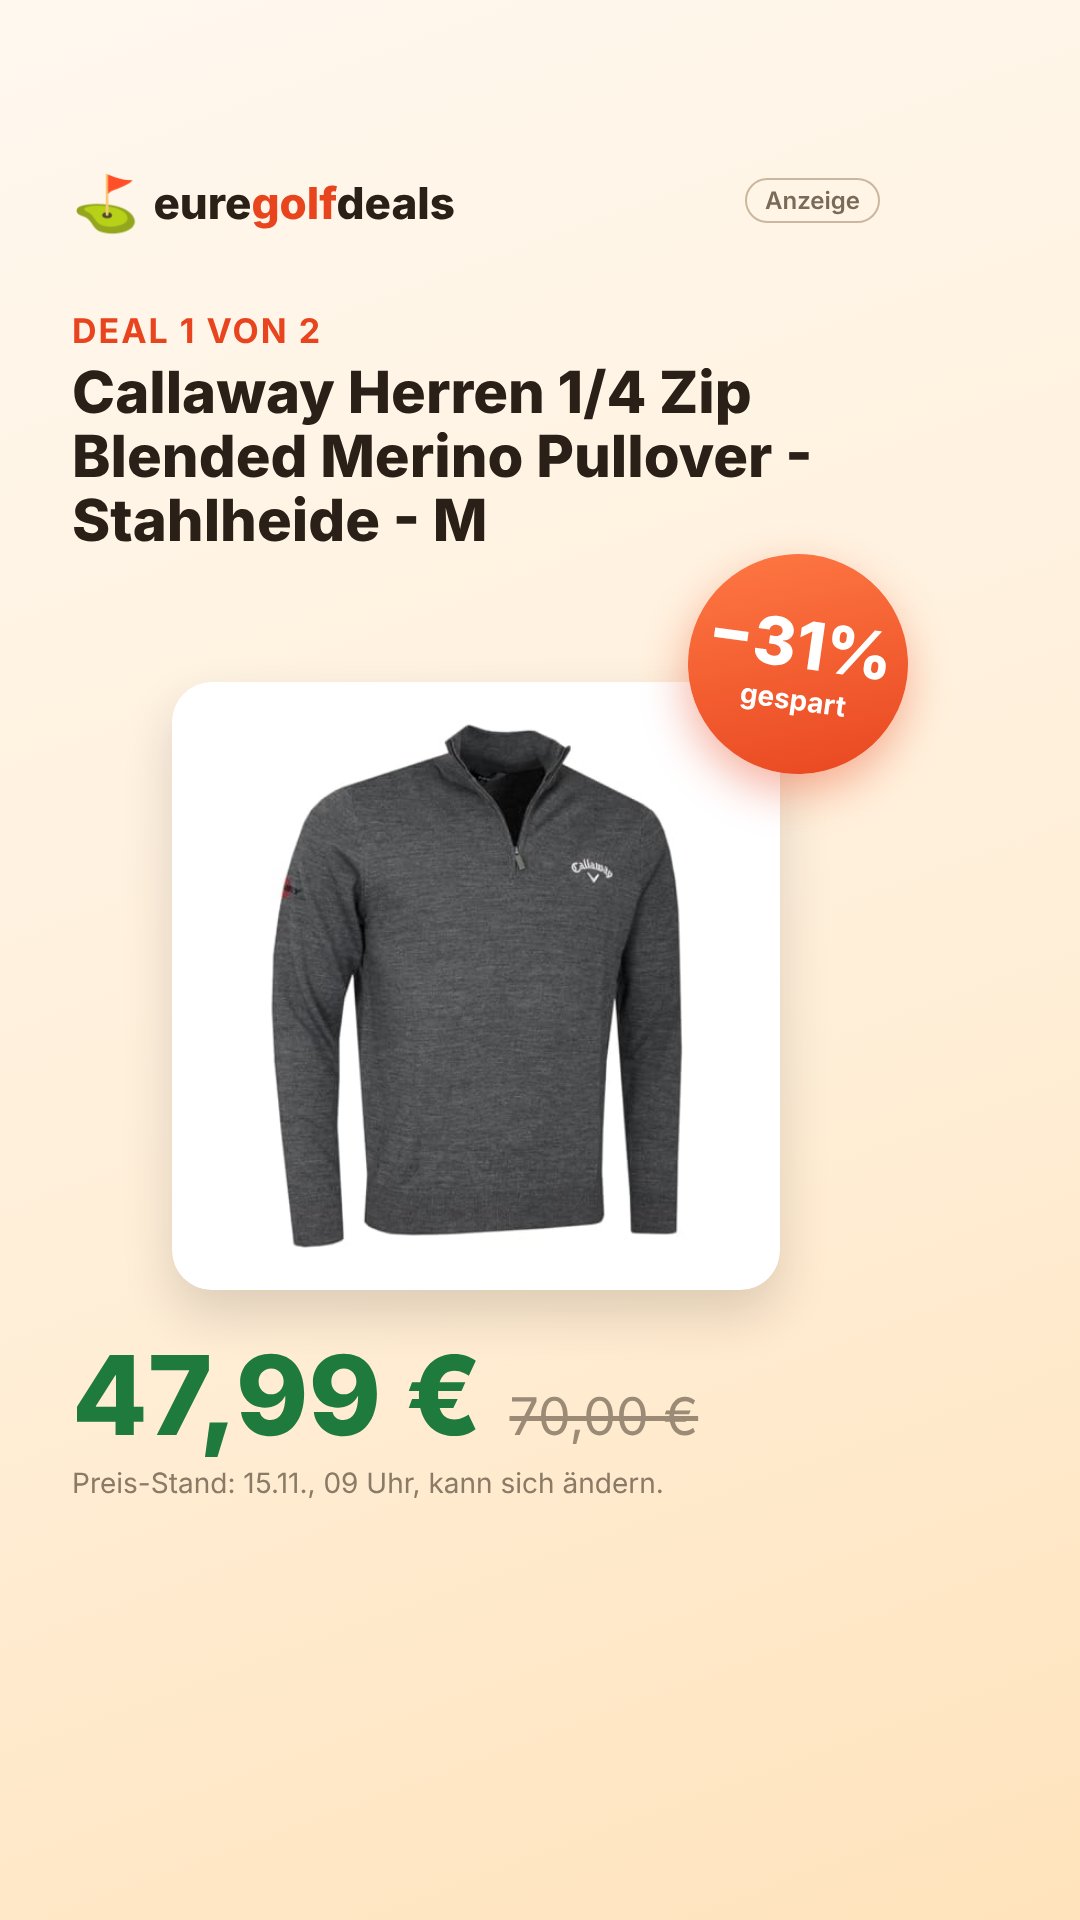 euregolfdeals
Anzeige
DEAL 1 VON 2
Callaway Herren 1/4 Zip
Blended Merino Pullover -
Stahlheide - M
−31%
gespart
Callaway
47,99 € 70,00 €
Preis-Stand: 15.11., 09 Uhr, kann sich ändern.